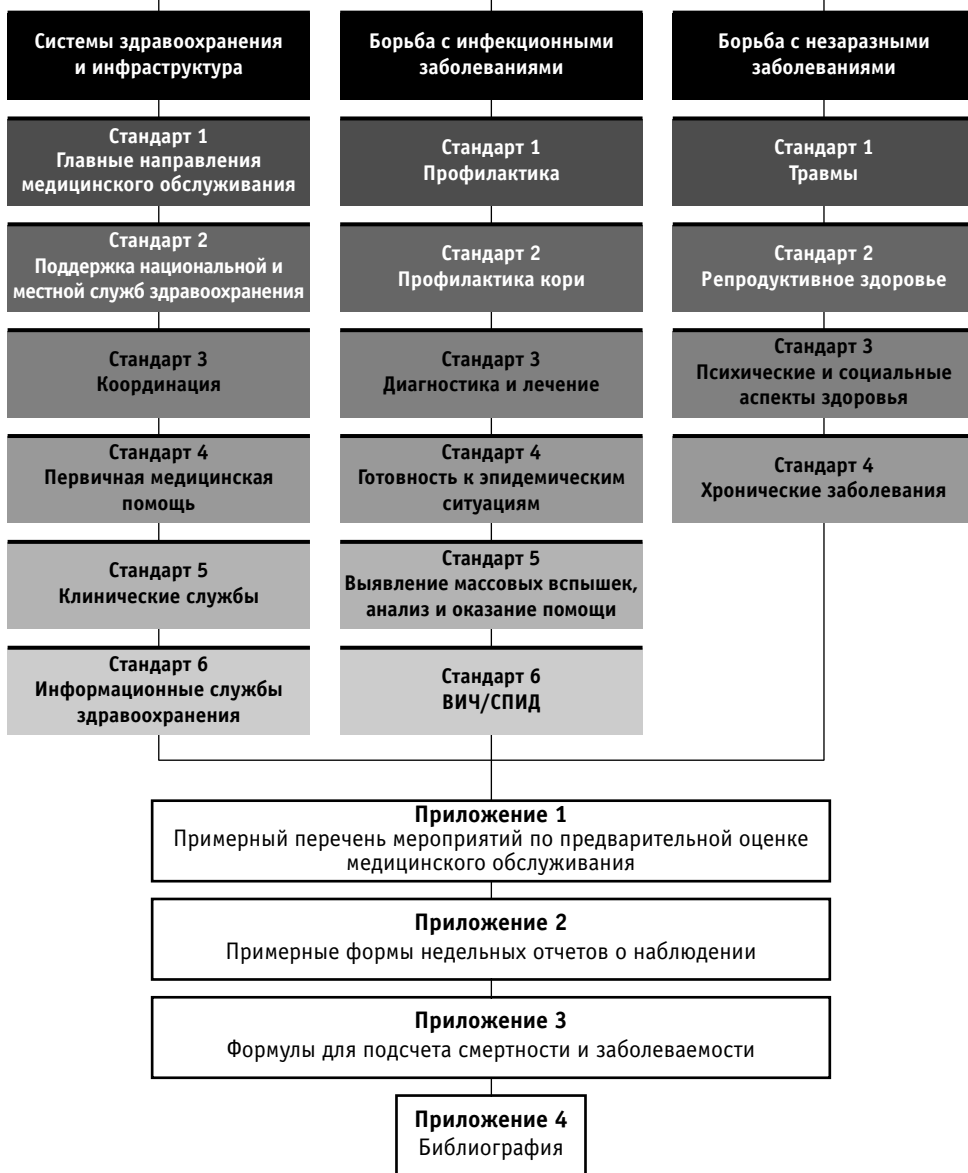 Системы здравоохранения
и инфраструктура
Стандарт 1
Главные направления
медицинского обслуживания
Стандарт 2
Поддержка национальной и
местной служб здравоохранения
Стандарт 3
Координация
Стандарт 4
Первичная медицинская
помощь
Стандарт 5
Клинические службы
Стандарт 6
Информационные службы
здравоохранения
Борьба с инфекционными
заболеваниями
Стандарт 1
Профилактика
Стандарт 2
Профилактика кори
Стандарт 3
Диагностика и лечение
Стандарт 4
Готовность к эпидемическим
ситуациям
Стандарт 5
Выявление массовых вспышек,
анализ и оказание помощи
Стандарт 6
ВИЧ/СПИД
Борьба с незаразными
заболеваниями
Стандарт 1
Травмы
Стандарт 2
Репродуктивное здоровье
Стандарт 3
Психические и социальные
аспекты здоровья
Стандарт 4
Хронические заболевания
Приложение 1
Примерный перечень мероприятий по предварительной оценке
медицинского обслуживания
Приложение 2
Примерные формы недельных отчетов о наблюдении
Приложение 3
Формулы для подсчета смертности и заболеваемости
Приложение 4
Библиография